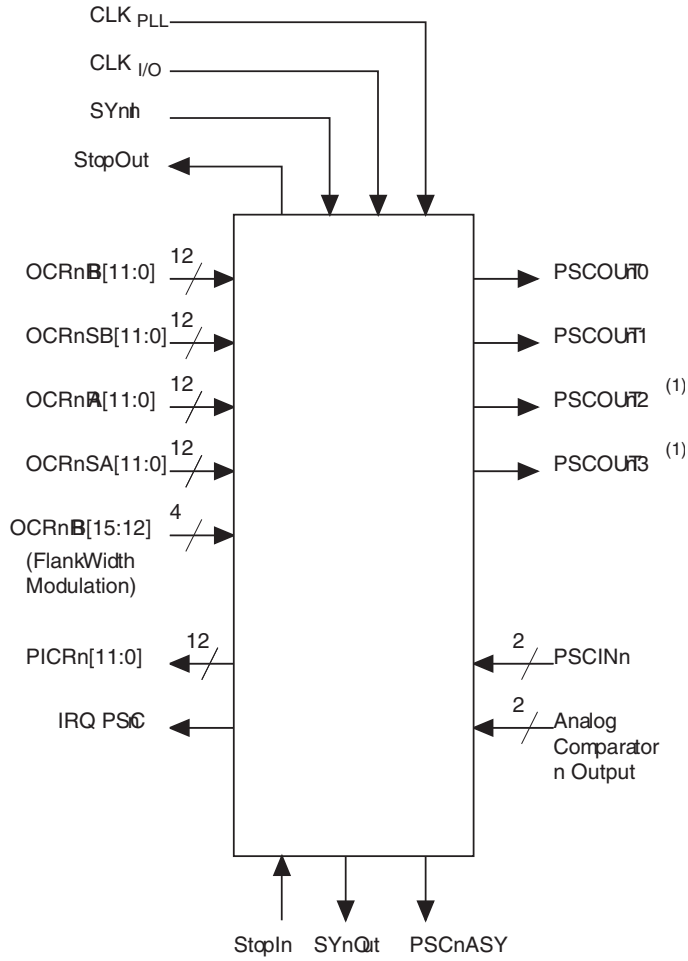 CLK PLL
CLK I/O
SYnIn
StopOut
OCRnRB[11:0]
12
OCRnSB[11:0]
12
OCRnRA[11:0]
12
OCRnSA[11:0]
12
OCRnRB[15:12]
4
(Flank Width
Modulation)
PICRn[11:0]
12
IRQ PSCn
PSCOUTn0
PSCOUTn1
PSCOUTn2 (1)
PSCOUTn3 (1)
2
PSCINn
2
Analog
Comparator
n Output
StopIn
SYnOut
PSCnASY